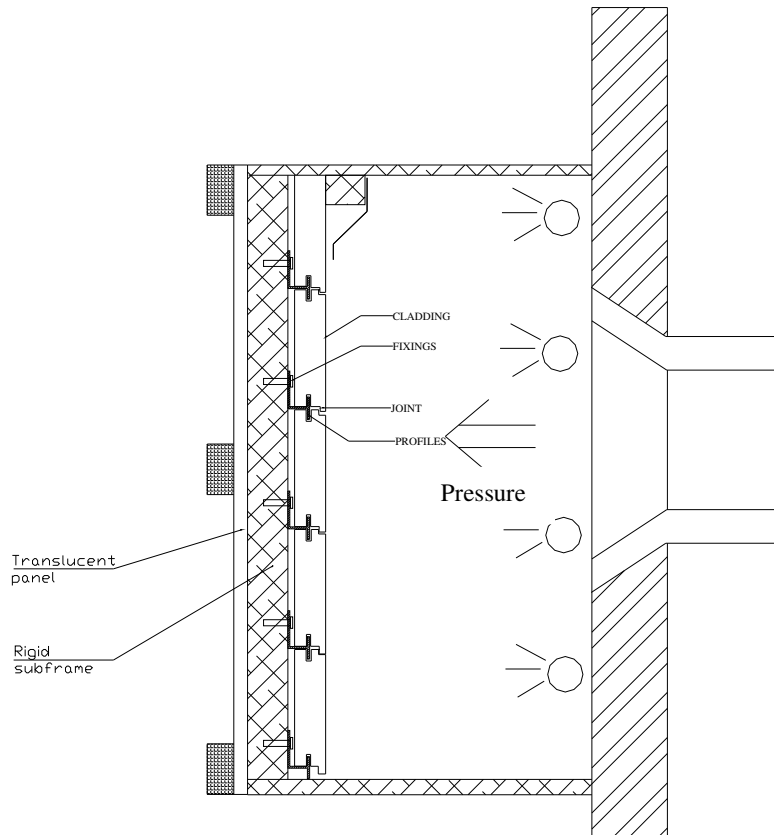 CLADDING
FIXINGS
JOINT
PROFILES
Pressure
Translucent
panel
Rigid
subframe